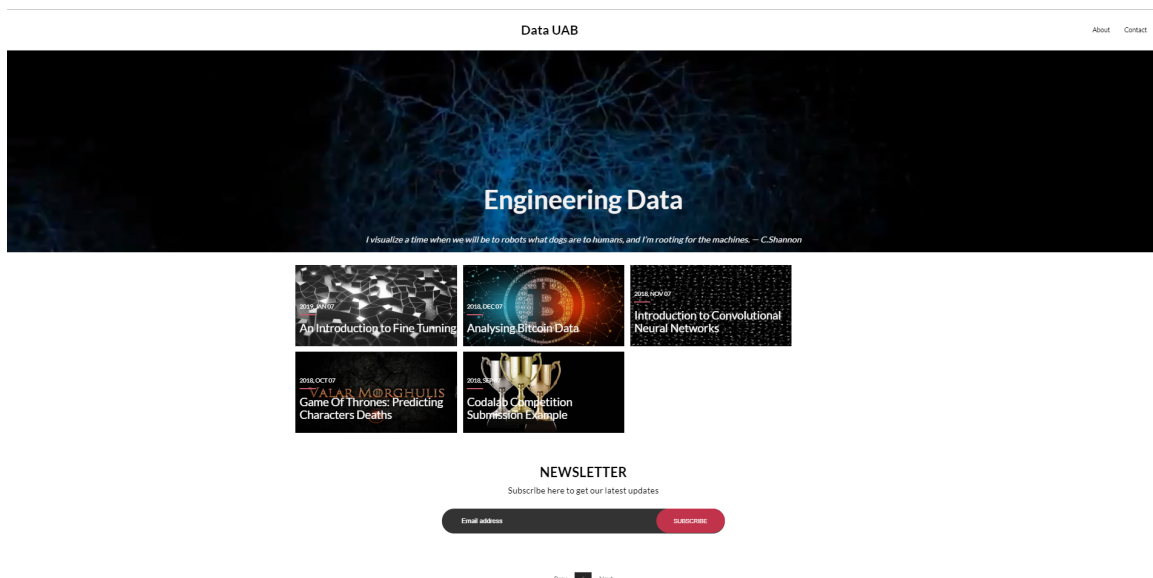 Data UAB
About Contact
Engineering Data
I visualize a time when we will be to robots what dogs are to humans, and I'm rooting for the machines. — C.Shannon
2019, JAN 07
An Introduction to Fine Tunning
2018, DEC 07
Analysing Bitcoin Data
2018, NOV 07
Introduction to Convolutional
Neural Networks
2018, OCT 07
VALAR MORGHULIS
Game Of Thrones: Predicting
Characters Deaths
2018, SEP 07
Codalab Competition
Submission Example
NEWSLETTER
Subscribe here to get our latest updates
Email address SUBSCRIBE